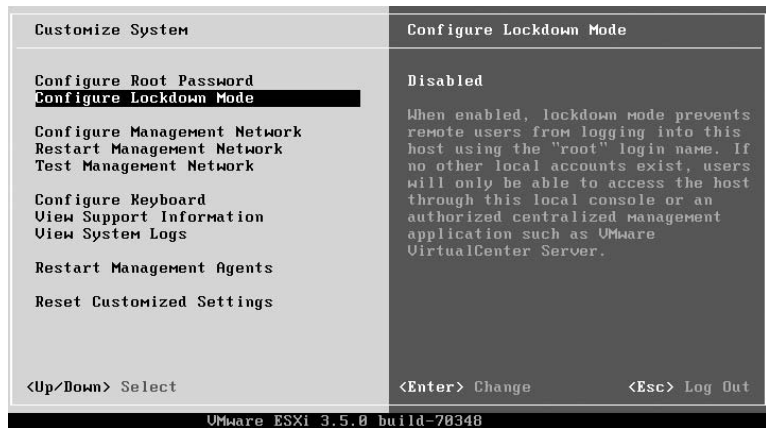 Customize System
Configure Root Password
Configure Lockdown Mode
Configure Management Network
Restart Management Network
Test Management Network
Configure Keyboard
View Support Information
View System Logs
Restart Management Agents
Reset Customized Settings
<Up/Down> Select
Configure Lockdown Mode
Disabled
When enabled, lockdown mode prevents
remote users from logging into this
host using the "root" login name. If
no other local accounts exist, users
will only be able to access the host
through this local console or an
authorized centralized management
application such as VMware
VirtualCenter Server.
<Enter> Change <Esc> Log Out
VMware ESXi 3.5.0 build-70348